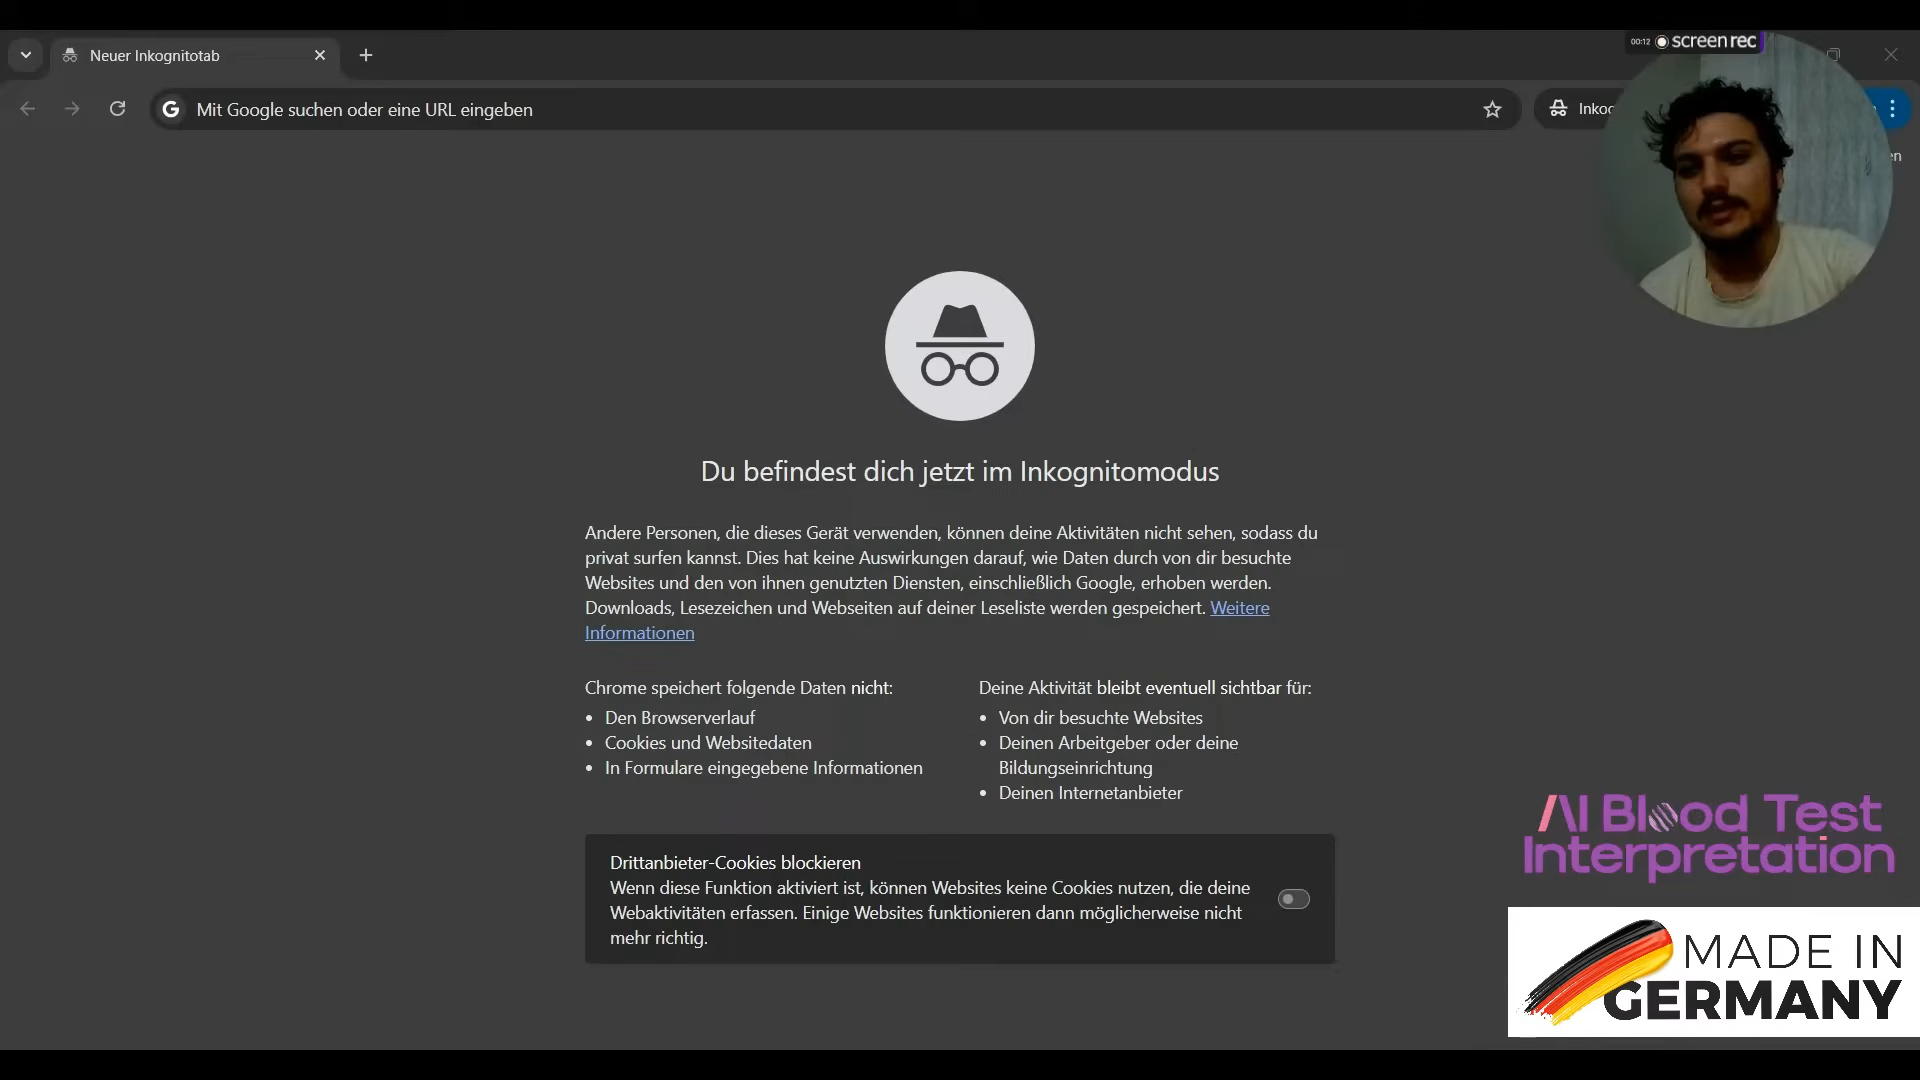 Neuer Inkognitotab
00:12 screenrec
Mit Google suchen oder eine URL eingeben
Du befindest dich jetzt im Inkognitomodus
Andere Personen, die dieses Gerät verwenden, können deine Aktivitäten nicht sehen, sodass du
privat surfen kannst. Dies hat keine Auswirkungen darauf, wie Daten durch von dir besuchte
Websites und den von ihnen genutzten Diensten, einschließlich Google, erhoben werden.
Downloads, Lesezeichen und Webseiten auf deiner Leseliste werden gespeichert. Weitere
Informationen
Chrome speichert folgende Daten nicht:
Den Browserverlauf
Cookies und Websitedaten
In Formulare eingegebene Informationen
Deine Aktivität bleibt eventuell sichtbar für:
Von dir besuchte Websites
Deinen Arbeitgeber oder deine
Bildungseinrichtung
Deinen Internetanbieter
Drittanbieter-Cookies blockieren
Wenn diese Funktion aktiviert ist, können Websites keine Cookies nutzen, die deine
Webaktivitäten erfassen. Einige Websites funktionieren dann möglicherweise nicht
mehr richtig.
AI Blood Test
Interpretation
MADE IN
GERMANY